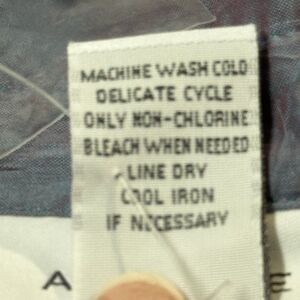 MACHINE WASH COLD
DELICATE CYCLE
ONLY NON-CHLORINE
BLEACH WHEN NEEDED
LINE DRY
COOL IRON
IF NECESSARY
A
E